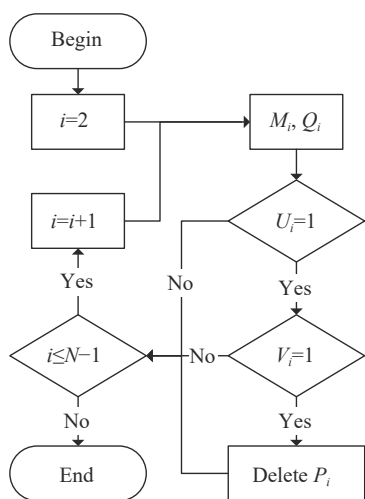 Begin
i=2
M_i, Q_i
i=i+1
U_i=1
Yes
No
Yes
i≤N−1
No
V_i=1
No
Yes
End
Delete P_i